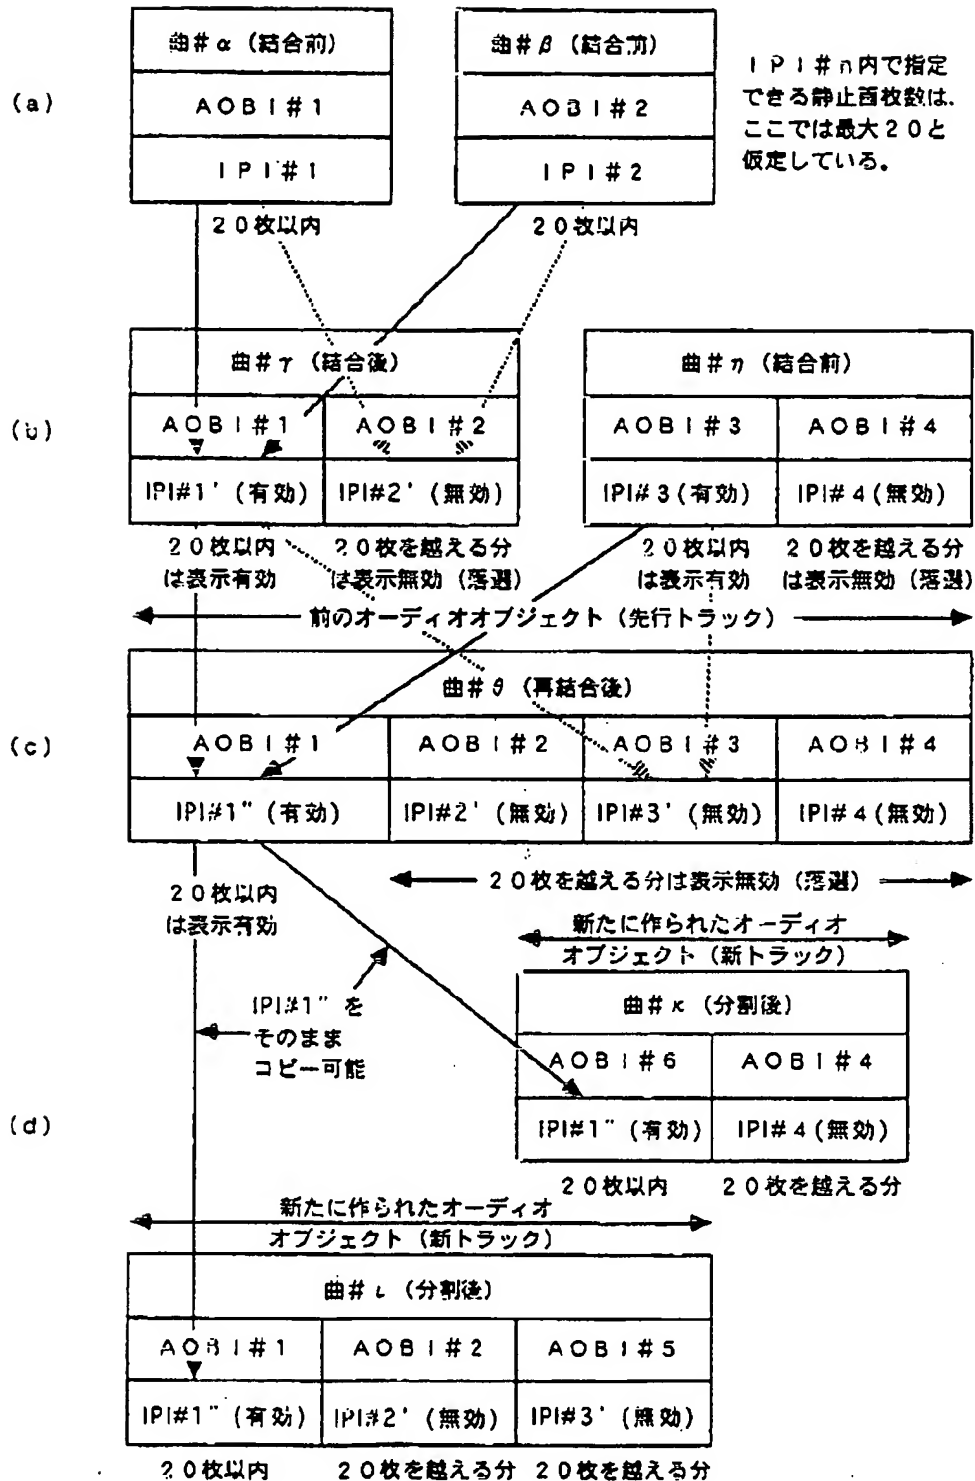 (a)
曲#α (結合前)
AOBI#1
IPI#1
20枚以内
曲#β (結合前)
AOBI#2
IPI#2
20枚以内
IPI#n内で指定
できる静止画枚数は、
ここでは最大20と
仮定している。
(b)
曲#γ (結合後)
AOBI#1 AOBI#2
IPI#1' (有効) IPI#2' (無効)
20枚以内 20枚を越える分
は表示有効 は表示無効 (落選)
曲#η (結合前)
AOBI#3 AOBI#4
IPI#3 (有効) IPI#4 (無効)
20枚以内 20枚を越える分
は表示有効 は表示無効 (落選)
前のオーディオオブジェクト (先行トラック)
(c)
曲#θ (再結合後)
AOBI#1 AOBI#2 AOBI#3 AOBI#4
IPI#1" (有効) IPI#2' (無効) IPI#3' (無効) IPI#4 (無効)
20枚以内
は表示有効
20枚を越える分は表示無効 (落選)
IPI#1" を
そのまま
コピー可能
(d)
新たに作られたオーディオ
オブジェクト (新トラック)
曲#κ (分割後)
AOBI#6 AOBI#4
IPI#1" (有効) IPI#4 (無効)
20枚以内 20枚を越える分
新たに作られたオーディオ
オブジェクト (新トラック)
曲#ι (分割後)
AOBI#1 AOBI#2 AOBI#5
IPI#1" (有効) IPI#2' (無効) IPI#3' (無効)
20枚以内 20枚を越える分 20枚を越える分